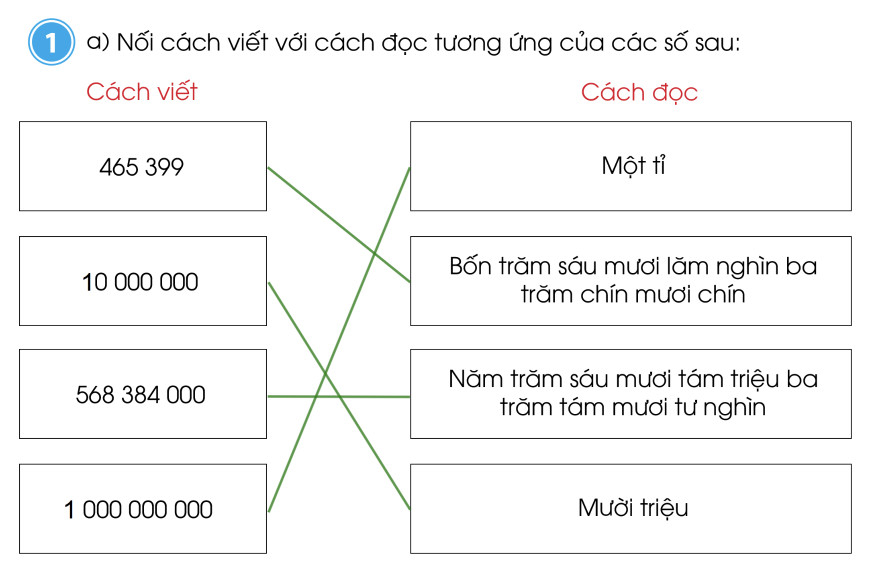 1 a) Nối cách viết với cách đọc tương ứng của các số sau:
Cách viết
Cách đọc
465 399
Một tỉ
10 000 000
Bốn trăm sáu mươi lăm nghìn ba
trăm chín mươi chín
568 384 000
Năm trăm sáu mươi tám triệu ba
trăm tám mươi tư nghìn
1 000 000 000
Mười triệu